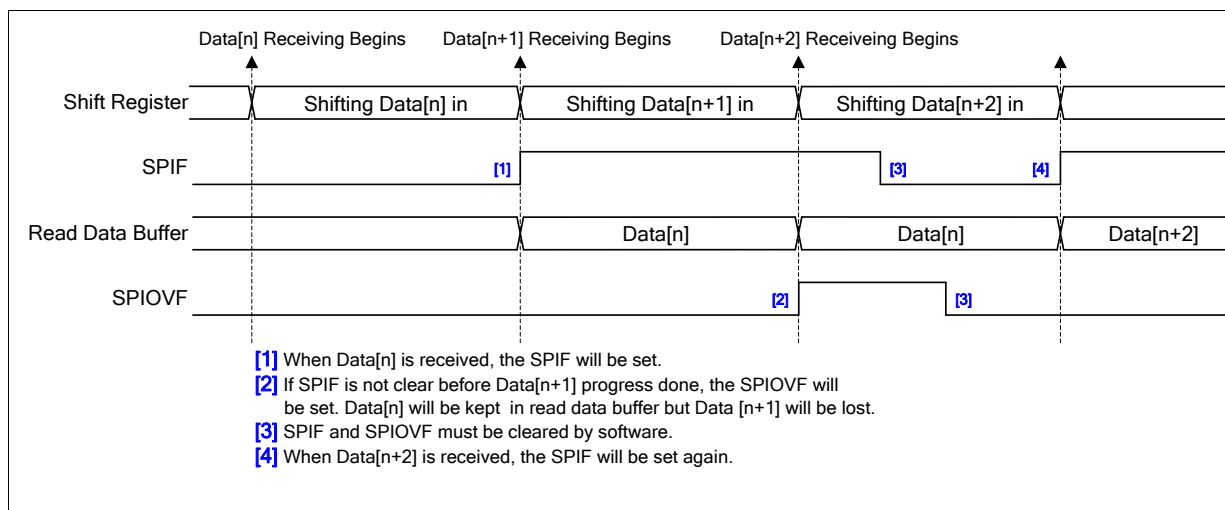 Data[n] Receiving Begins Data[n+1] Receiving Begins Data[n+2] Receiveing Begins
Shift Register Shifting Data[n] in Shifting Data[n+1] in Shifting Data[n+2] in
SPIF [1] [3] [4]
Read Data Buffer Data[n] Data[n] Data[n+2]
SPIOVF [2] [3]
[1] When Data[n] is received, the SPIF will be set.
[2] If SPIF is not clear before Data[n+1] progress done, the SPIOVF will
be set. Data[n] will be kept in read data buffer but Data [n+1] will be lost.
[3] SPIF and SPIOVF must be cleared by software.
[4] When Data[n+2] is received, the SPIF will be set again.